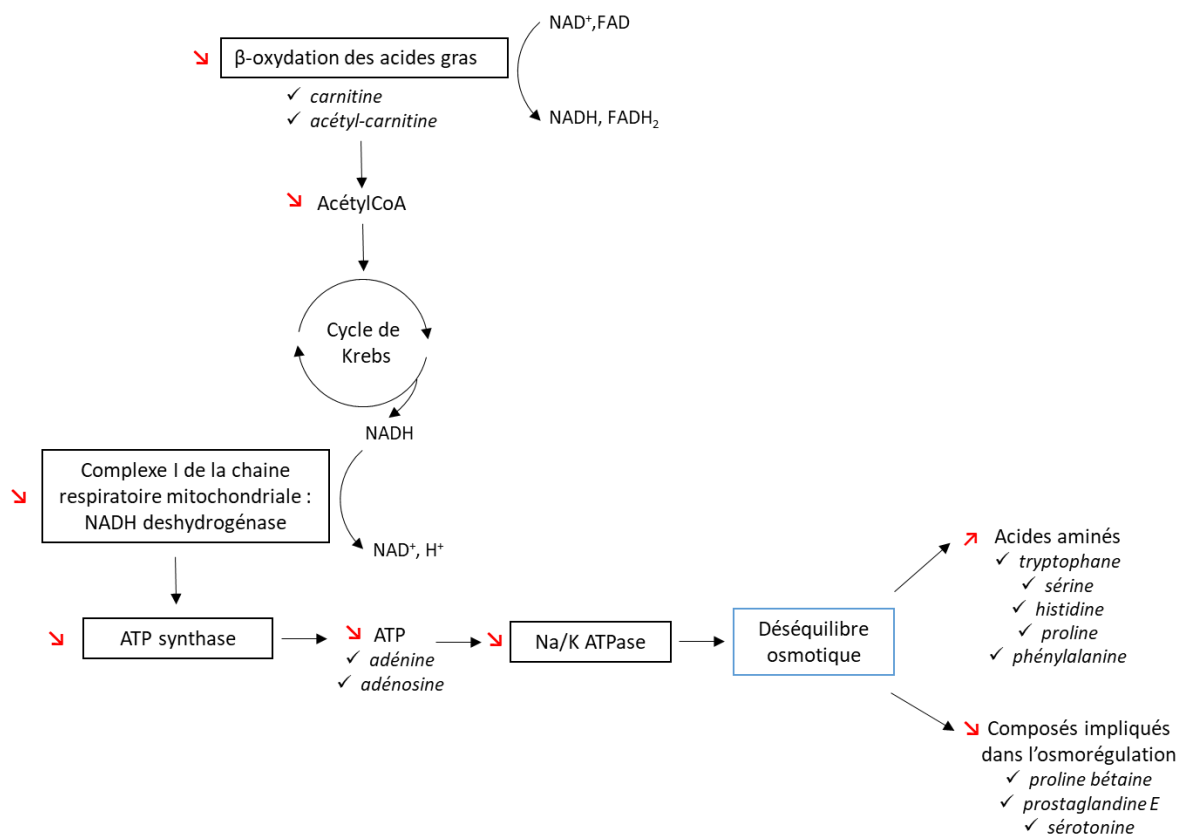 NAD⁺,FAD
β-oxydation des acides gras
✓ carnitine
✓ acétyl-carnitine
NADH, FADH₂
AcétylCoA
Cycle de
Krebs
NADH
Complexe I de la chaine
respiratoire mitochondriale :
NADH deshydrogénase
NAD⁺, H⁺
ATP synthase
ATP
✓ adénine
✓ adénosine
Na/K ATPase
Déséquilibre
osmotique
Acides aminés
✓ tryptophane
✓ sérine
✓ histidine
✓ proline
✓ phénylalanine
Composés impliqués
dans l'osmorégulation
✓ proline bétaine
✓ prostaglandine E
✓ sérotonine